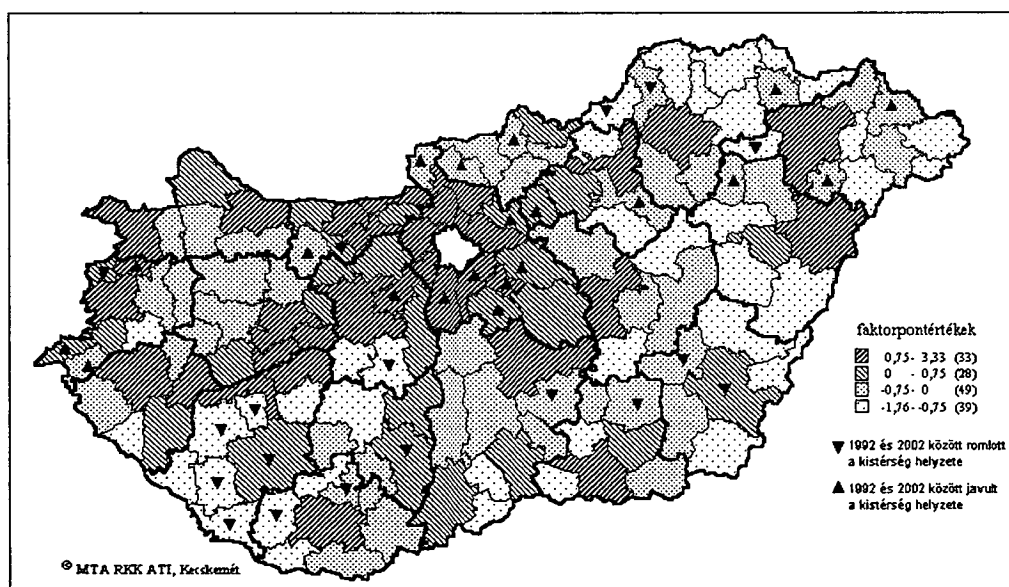 faktorpontértékek
0,75- 3,33 (33)
0 - 0,75 (28)
-0,75- 0 (49)
-1,76- -0,75 (39)
1992 és 2002 között romlott
a kistérség helyzete
1992 és 2002 között javult
a kistérség helyzete
© MTA RKK ATI, Kecskemét